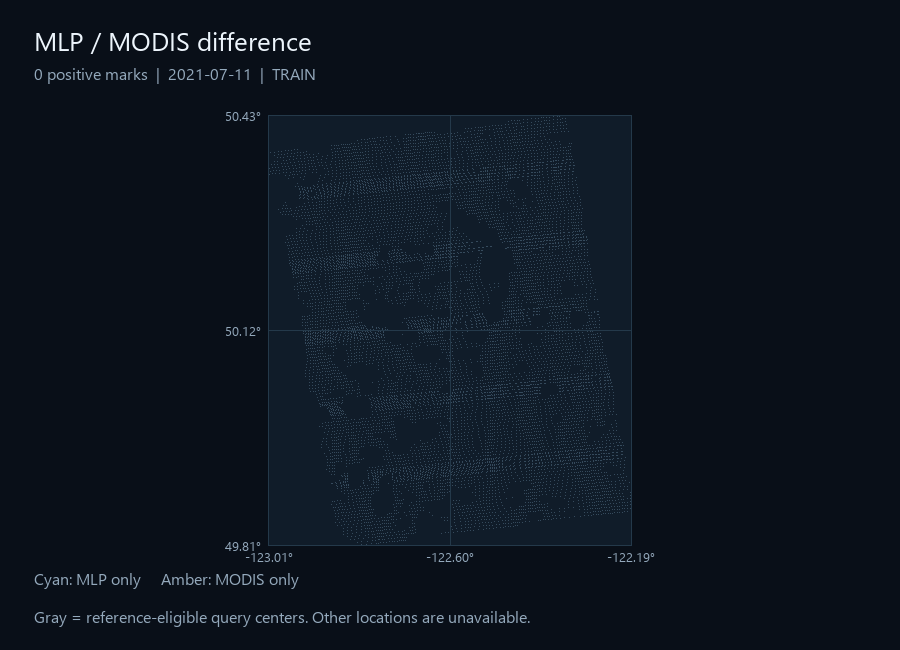 MLP / MODIS difference
0 positive marks | 2021-07-11 | TRAIN
50.43°
50.12°
49.81°
-123.01° -122.60° -122.19°
Cyan: MLP only Amber: MODIS only
Gray = reference-eligible query centers. Other locations are unavailable.